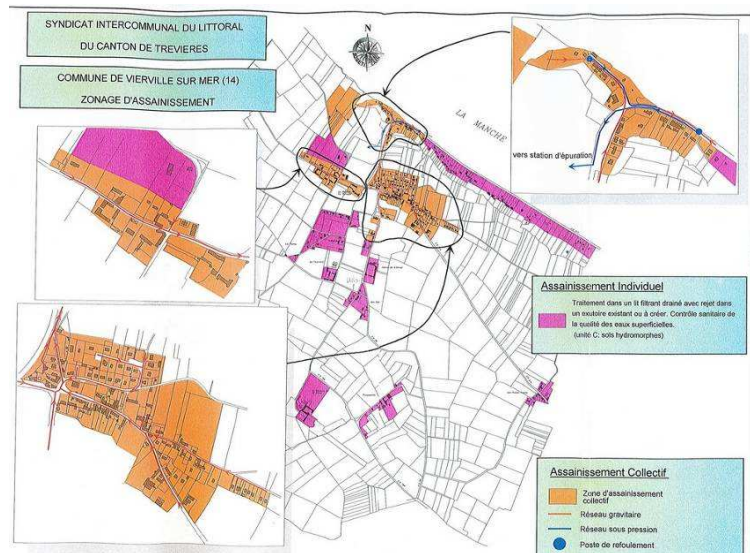 SYNDICAT INTERCOMMUNAL DU LITTORAL
DU CANTON DE TREVIERES
COMMUNE DE VIERVILLE SUR MER (14)
ZONAGE D'ASSAINISSEMENT
N
LA MANCHE
vers station d'épuration
Assainissement Individuel
Traitement dans un lit filtrant drainé avec rejet dans
un exutoire existant ou à créer. Contrôle sanitaire de
la qualité des eaux superficielles.
(unité C: sols hydromorphes)
Assainissement Collectif
Zone d'assainissement
collectif
Réseau gravitaire
Réseau sous pression
Poste de refoulement